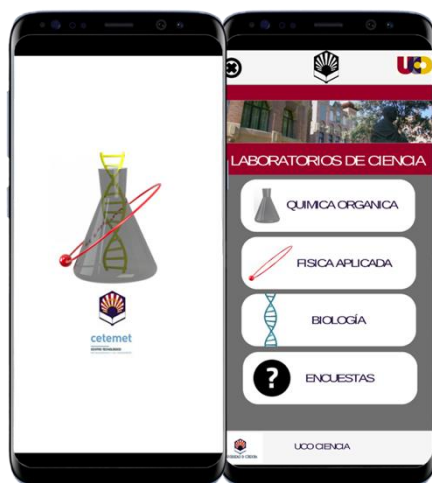 cetemet
UCO
LABORATORIOS DE CIENCIA
QUIMICA ORGANICA
FISICA APLICADA
BIOLOGÍA
ENCUESTAS
UCO CIENCIA